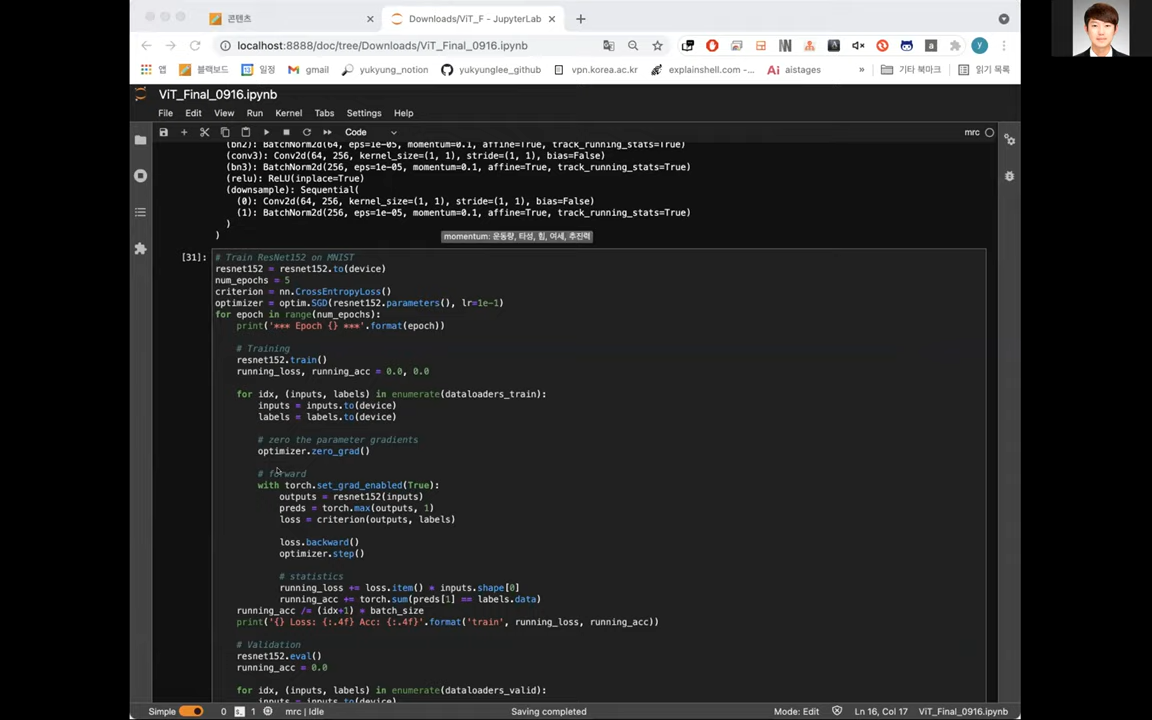 콘텐츠
Downloads/ViT_F - JupyterLab
localhost:8888/doc/tree/Downloads/ViT_Final_0916.ipynb
앱
블랙보드
일정
gmail
yukyung_notion
yukyunglee_github
vpn.korea.ac.kr
explainshell.com -...
aistages
»
기타 북마크
읽기 목록
ViT_Final_0916.ipynb
File Edit View Run Kernel Tabs Settings Help
Code
mrc
(bn2): BatchNorm2d(64, eps=1e-05, momentum=0.1, affine=True, track_running_stats=True)
(conv3): Conv2d(64, 256, kernel_size=(1, 1), stride=(1, 1), bias=False)
(bn3): BatchNorm2d(256, eps=1e-05, momentum=0.1, affine=True, track_running_stats=True)
(relu): ReLU(inplace=True)
(downsample): Sequential(
(0): Conv2d(64, 256, kernel_size=(1, 1), stride=(1, 1), bias=False)
(1): BatchNorm2d(256, eps=1e-05, momentum=0.1, affine=True, track_running_stats=True)
)
)
momentum: 운동량, 타성, 힘, 여세, 추진력
[31]:
# Train ResNet152 on MNIST
resnet152 = resnet152.to(device)
num_epochs = 5
criterion = nn.CrossEntropyLoss()
optimizer = optim.SGD(resnet152.parameters(), lr=1e-1)
for epoch in range(num_epochs):
print('*** Epoch {} ***'.format(epoch))
# Training
resnet152.train()
running_loss, running_acc = 0.0, 0.0
for idx, (inputs, labels) in enumerate(dataloaders_train):
inputs = inputs.to(device)
labels = labels.to(device)
# zero the parameter gradients
optimizer.zero_grad()
# forward
with torch.set_grad_enabled(True):
outputs = resnet152(inputs)
preds = torch.max(outputs, 1)
loss = criterion(outputs, labels)
loss.backward()
optimizer.step()
# statistics
running_loss += loss.item() * inputs.shape[0]
running_acc += torch.sum(preds[1] == labels.data)
running_acc /= (idx+1) * batch_size
print('{} Loss: {:.4f} Acc: {:.4f}'.format('train', running_loss, running_acc))
# Validation
resnet152.eval()
running_acc = 0.0
for idx, (inputs, labels) in enumerate(dataloaders_valid):
inputs = inputs.to(device)
Simple
0
1
mrc | Idle
Saving completed
Mode: Edit
Ln 16, Col 17
ViT_Final_0916.ipynb